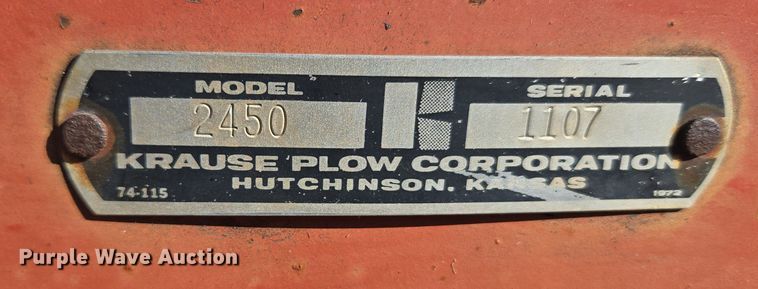 MODEL SERIAL
2450 1107
KRAUSE PLOW CORPORATION
HUTCHINSON, KANSAS
74-115 1972
Purple Wave Auction